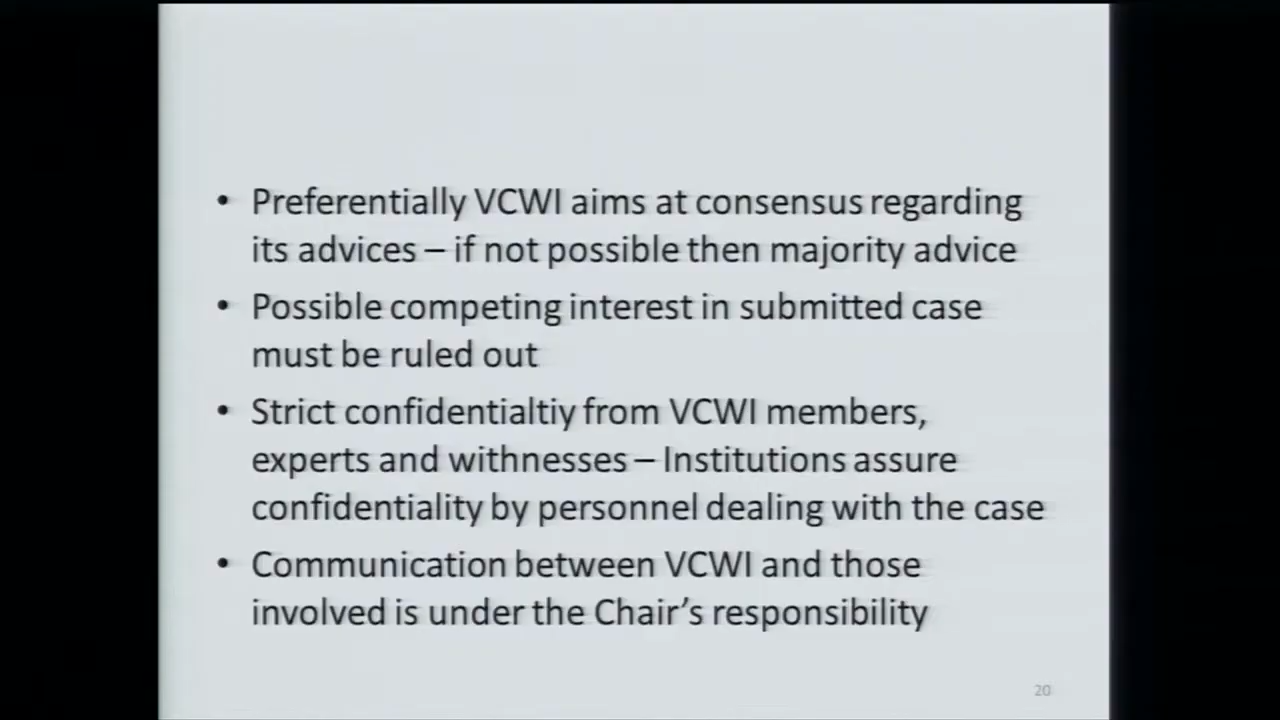 • Preferentially VCWI aims at consensus regarding
its advices – if not possible then majority advice
• Possible competing interest in submitted case
must be ruled out
• Strict confidentialtiy from VCWI members,
experts and withnesses – Institutions assure
confidentiality by personnel dealing with the case
• Communication between VCWI and those
involved is under the Chair's responsibility
20